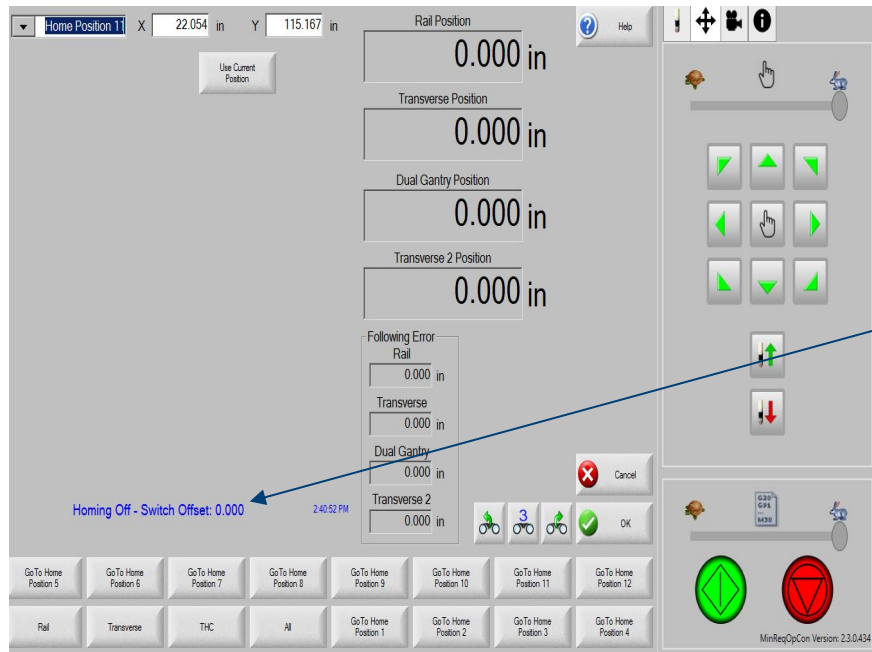 Home Position 11 X 22.054 in Y 115.167 in
Use Current
Position
Rail Position
0.000 in
Transverse Position
0.000 in
Dual Gantry Position
0.000 in
Transverse 2 Position
0.000 in
Following Error
Rail
0.000 in
Transverse
0.000 in
Dual Gantry
0.000 in
Transverse 2
0.000 in
Homing Off - Switch Offset: 0.000
2:40:52 PM
Help
Cancel
3
OK
GoTo Home
Position 5
GoTo Home
Position 6
GoTo Home
Position 7
GoTo Home
Position 8
GoTo Home
Position 9
GoTo Home
Position 10
GoTo Home
Position 11
GoTo Home
Position 12
Rail
Transverse
THC
All
GoTo Home
Position 1
GoTo Home
Position 2
GoTo Home
Position 3
GoTo Home
Position 4
G20
G91
...
M30
MinReqOpCon Version: 2.3.0.434